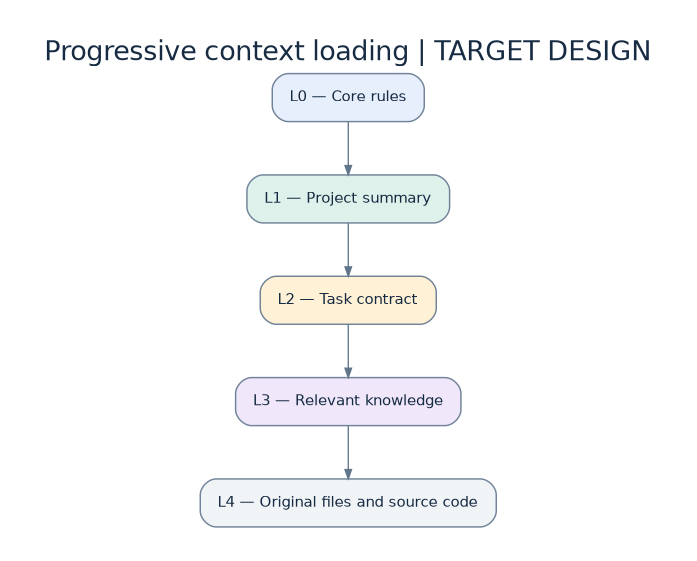 Progressive context loading | TARGET DESIGN
L0 — Core rules
L1 — Project summary
L2 — Task contract
L3 — Relevant knowledge
L4 — Original files and source code